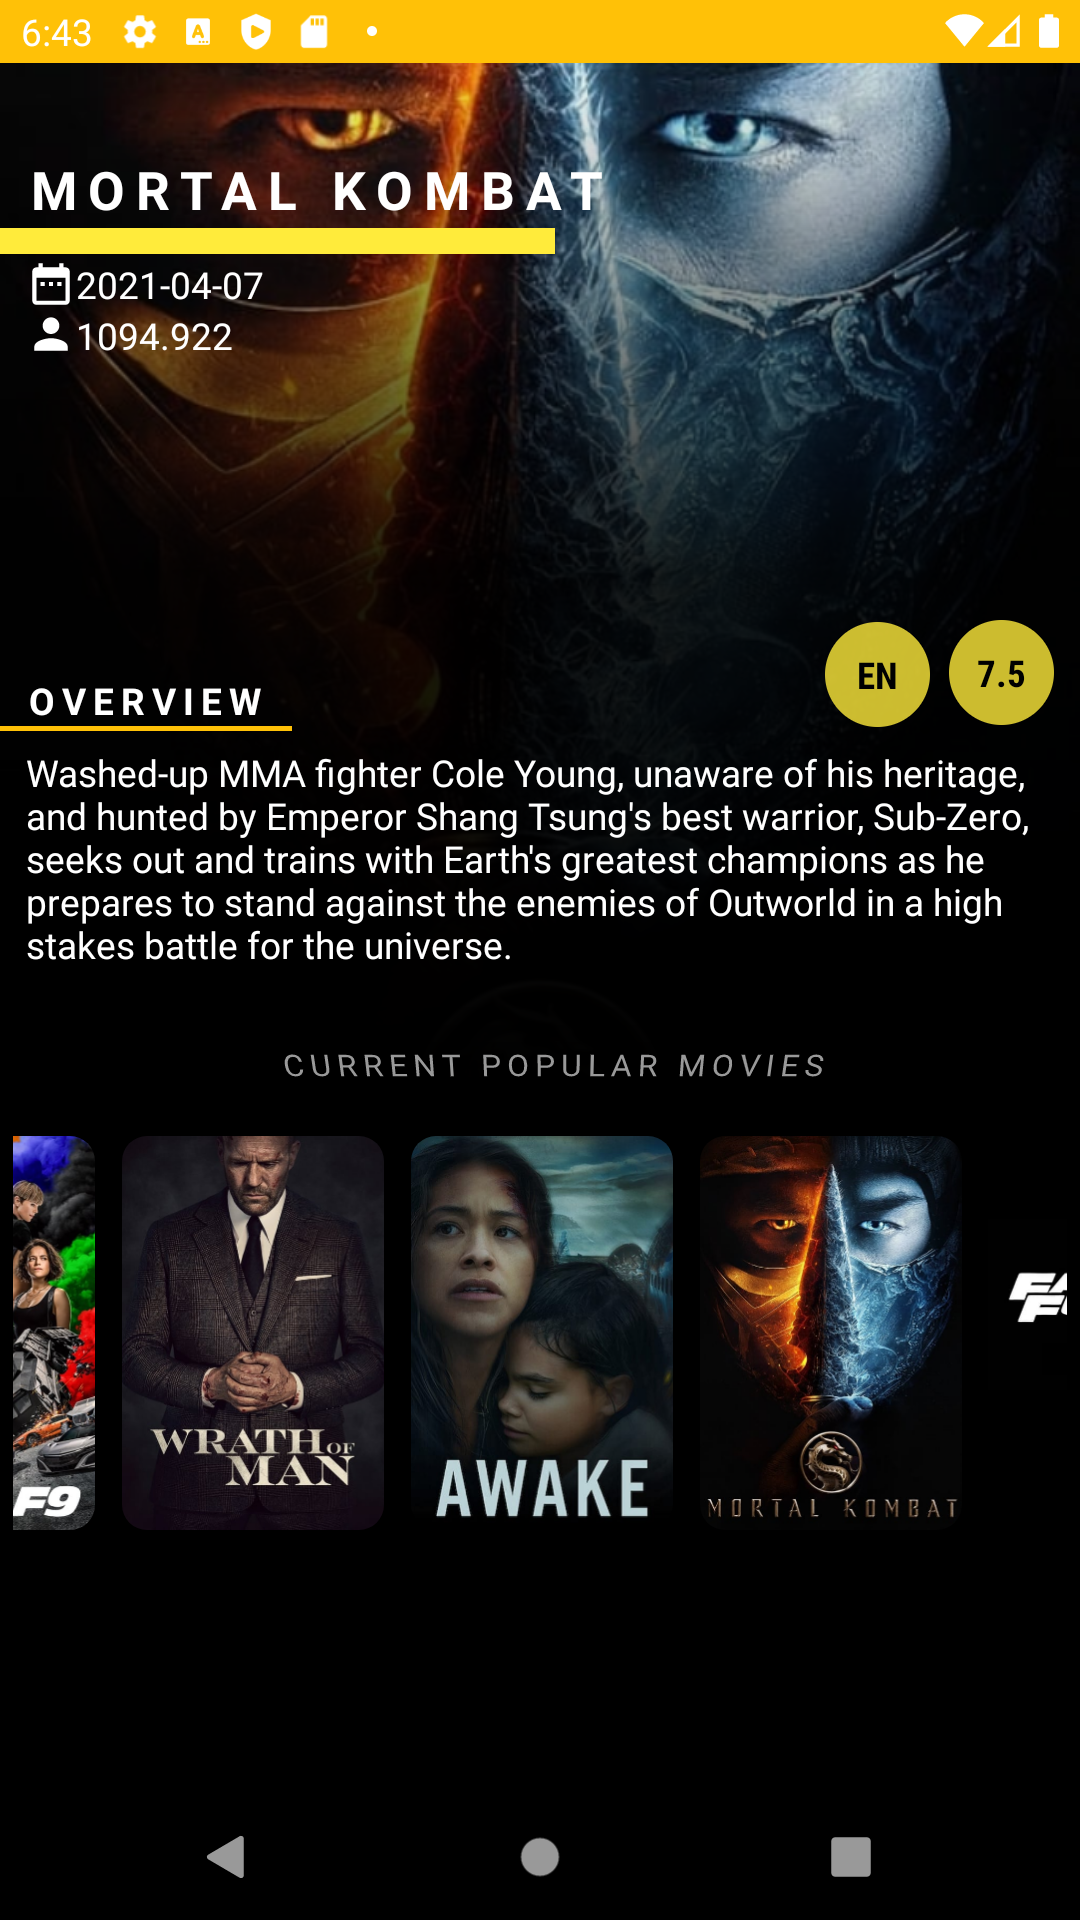 6:43
MORTAL KOMBAT
2021-04-07
1094.922
EN
7.5
OVERVIEW
Washed-up MMA fighter Cole Young, unaware of his heritage,
and hunted by Emperor Shang Tsung's best warrior, Sub-Zero,
seeks out and trains with Earth's greatest champions as he
prepares to stand against the enemies of Outworld in a high
stakes battle for the universe.
CURRENT POPULAR MOVIES
F9
WRATH OF
MAN
AWAKE
MORTAL KOMBAT